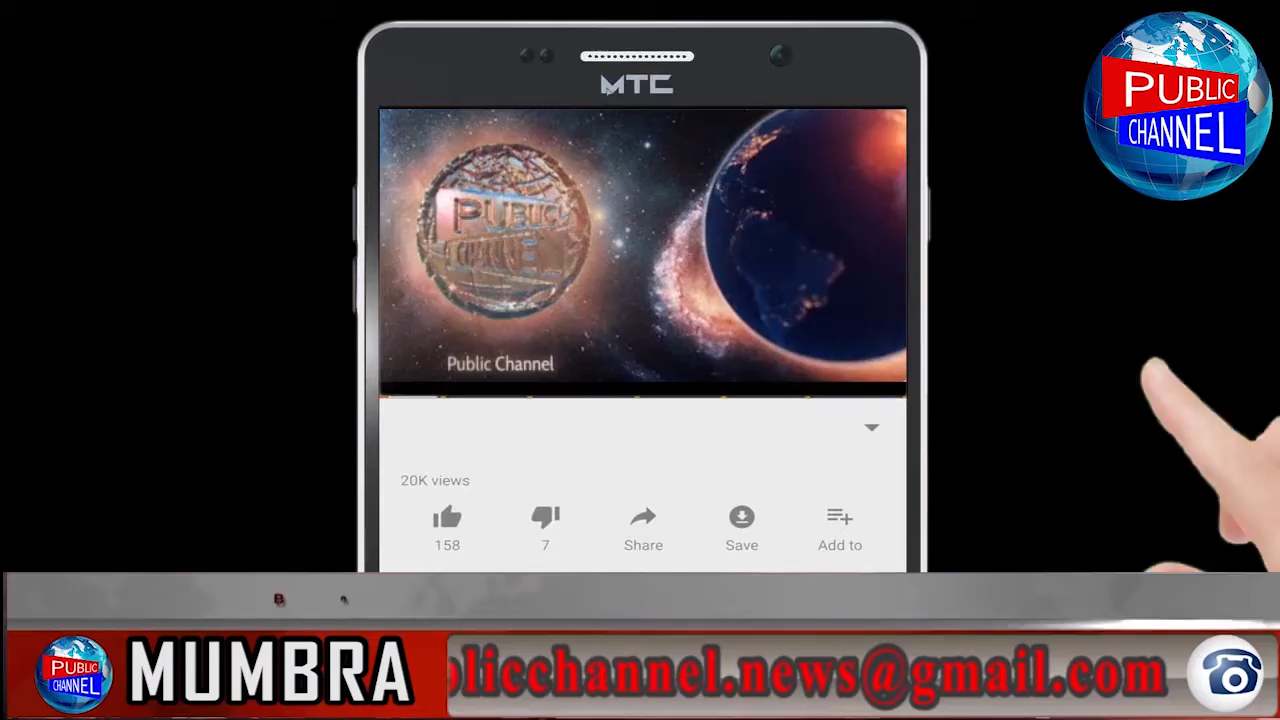 MTC
PUBLIC
CHANNEL
PUBLIC
CHANNEL
Public Channel
20K views
158
7
Share
Save
Add to
B
PUBLIC
CHANNEL
MUMBRA
blicchannel.news@gmail.com